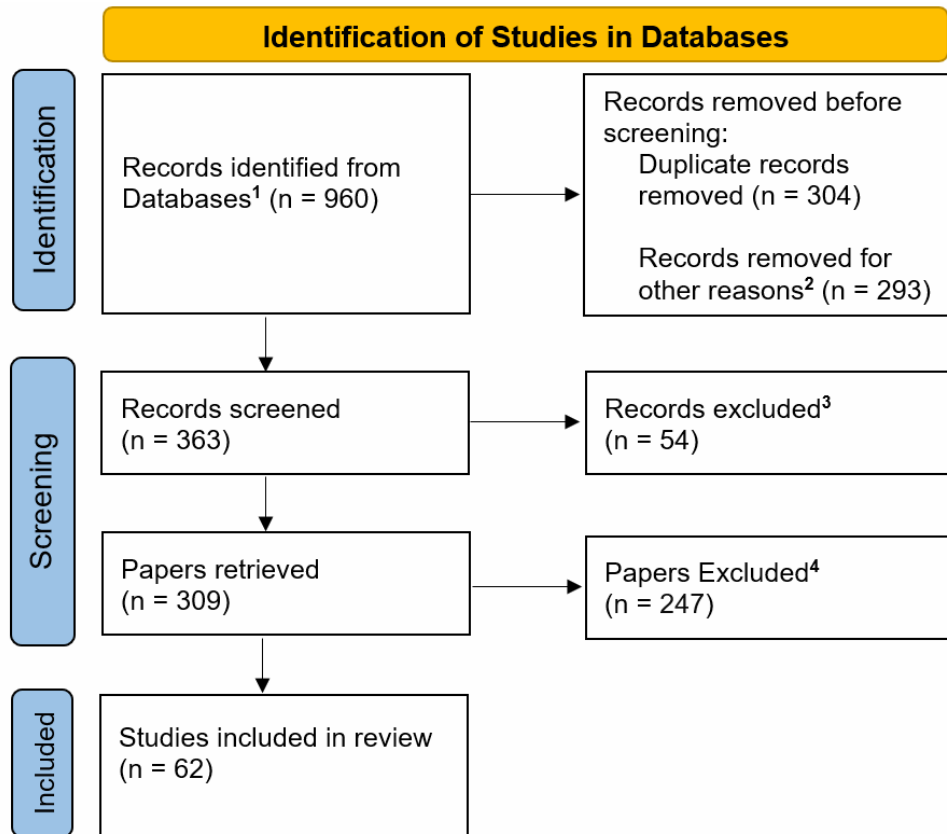 Identification of Studies in Databases
Identification
Records identified from
Databases¹ (n = 960)
Records removed before
screening:
Duplicate records
removed (n = 304)
Records removed for
other reasons² (n = 293)
Screening
Records screened
(n = 363)
Records excluded³
(n = 54)
Papers retrieved
(n = 309)
Papers Excluded⁴
(n = 247)
Included
Studies included in review
(n = 62)